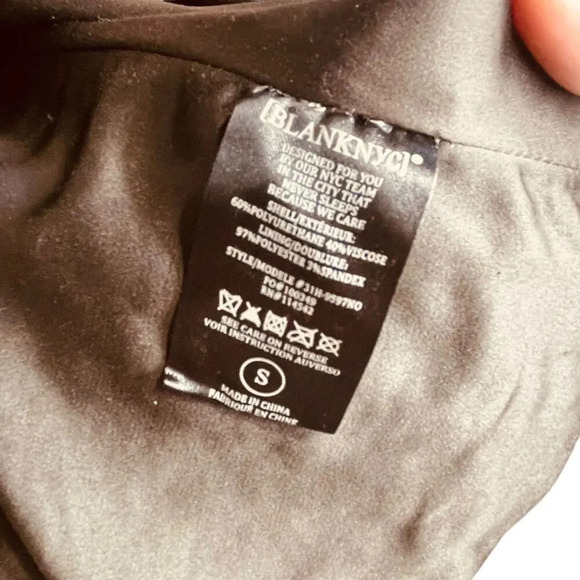 [BLANKNYC]®
DESIGNED FOR YOU
BY OUR NYC TEAM
IN THE CITY THAT
NEVER SLEEPS
BECAUSE WE CARE
SHELL/EXTÉRIEUR:
60%POLYURETHANE 40%VISCOSE
LINING/DOUBLURE:
97%POLYESTER 3%SPANDEX
STYLE/MODELE #31H-9597NO
PO#100349
RN#114342
SEE CARE ON REVERSE
VOIR INSTRUCTION AUVERSO
S
MADE IN CHINA
FABRIQUE EN CHINE